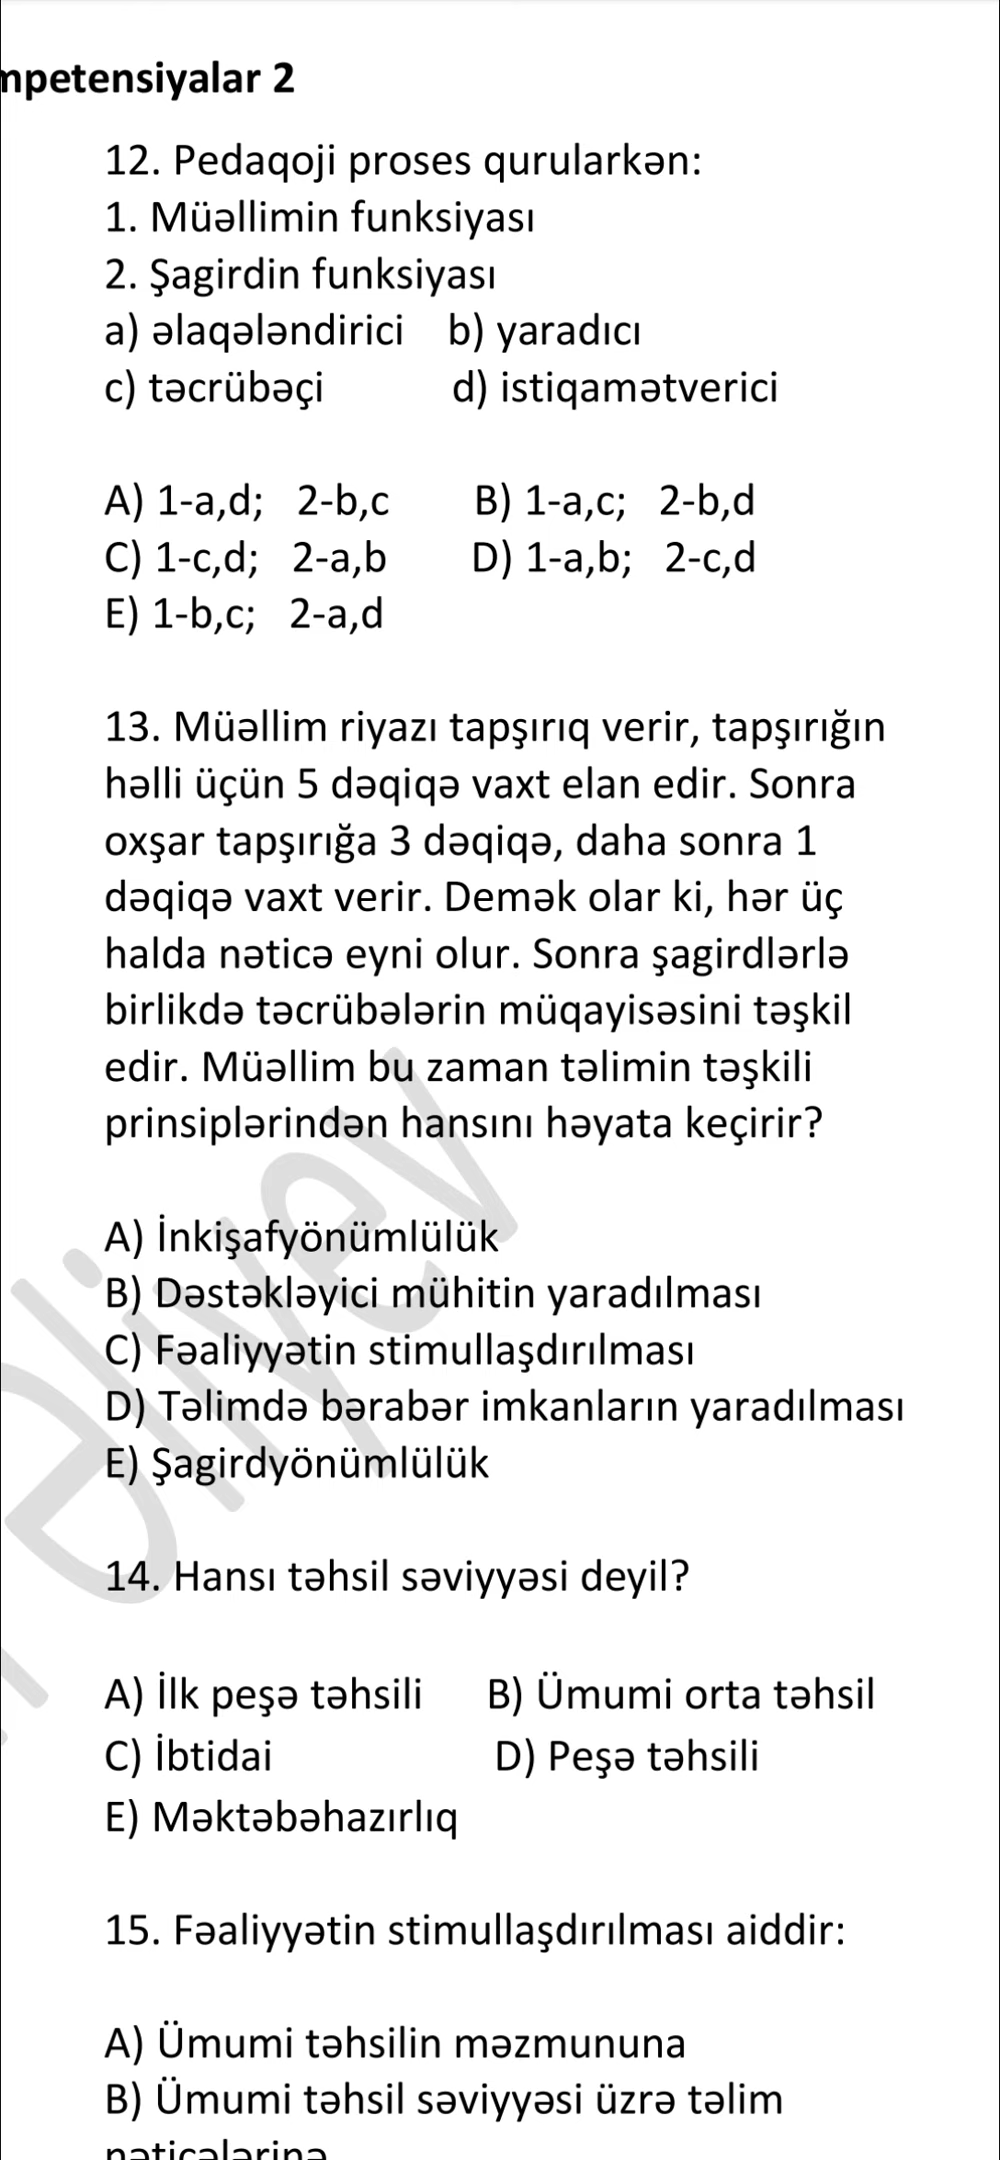 mpetensiyalar 2
12. Pedaqoji proses qurularkən:
1. Müəllimin funksiyası
2. Şagirdin funksiyası
a) əlaqələndirici b) yaradıcı
c) təcrübəçi d) istiqamətverici
A) 1-a,d; 2-b,c B) 1-a,c; 2-b,d
C) 1-c,d; 2-a,b D) 1-a,b; 2-c,d
E) 1-b,c; 2-a,d
13. Müəllim riyazı tapşırıq verir, tapşırığın
həlli üçün 5 dəqiqə vaxt elan edir. Sonra
oxşar tapşırığa 3 dəqiqə, daha sonra 1
dəqiqə vaxt verir. Demək olar ki, hər üç
halda nəticə eyni olur. Sonra şagirdlərlə
birlikdə təcrübələrin müqayisəsini təşkil
edir. Müəllim bu zaman təlimin təşkili
prinsiplərindən hansını həyata keçirir?
A) İnkişafyönümlülük
B) Dəstəkləyici mühitin yaradılması
C) Fəaliyyətin stimullaşdırılması
D) Təlimdə bərabər imkanların yaradılması
E) Şagirdyönümlülük
14. Hansı təhsil səviyyəsi deyil?
A) İlk peşə təhsili B) Ümumi orta təhsil
C) İbtidai D) Peşə təhsili
E) Məktəbəhazırlıq
15. Fəaliyyətin stimullaşdırılması aiddir:
A) Ümumi təhsilin məzmununa
B) Ümumi təhsil səviyyəsi üzrə təlim
nəticələrinə
Əliyev